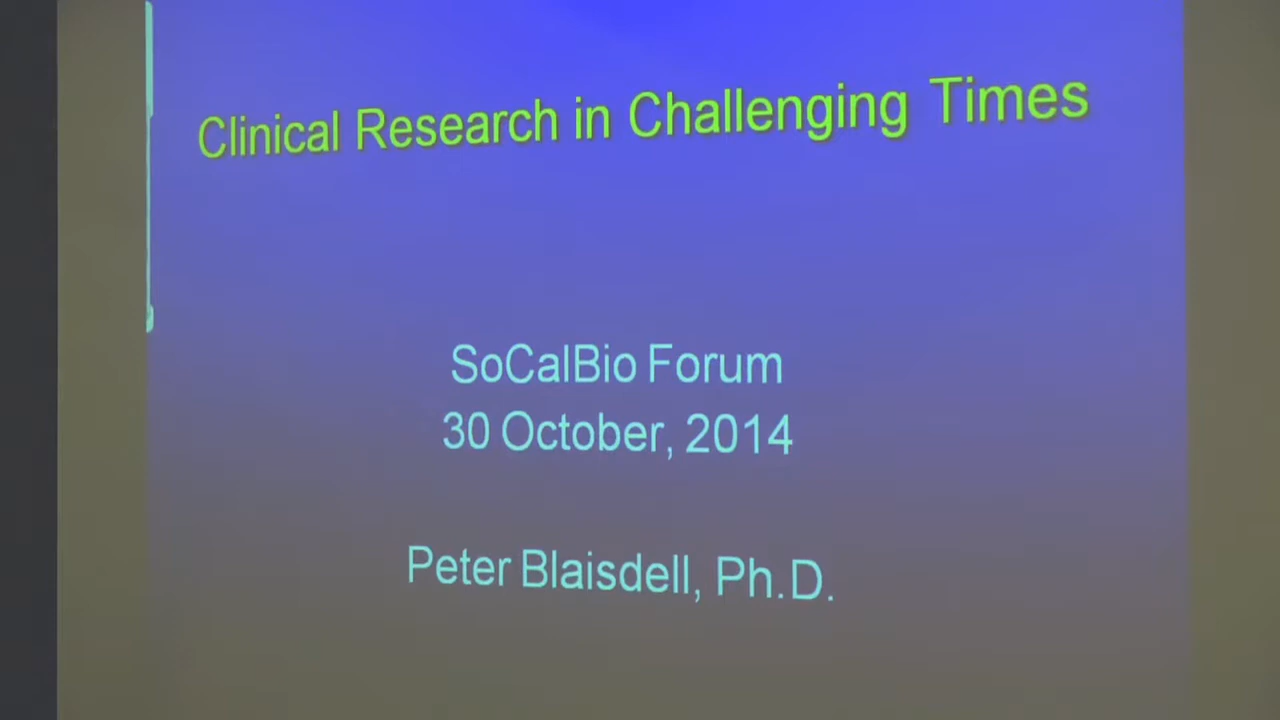 Clinical Research in Challenging Times
SoCalBio Forum
30 October, 2014
Peter Blaisdell, Ph.D.